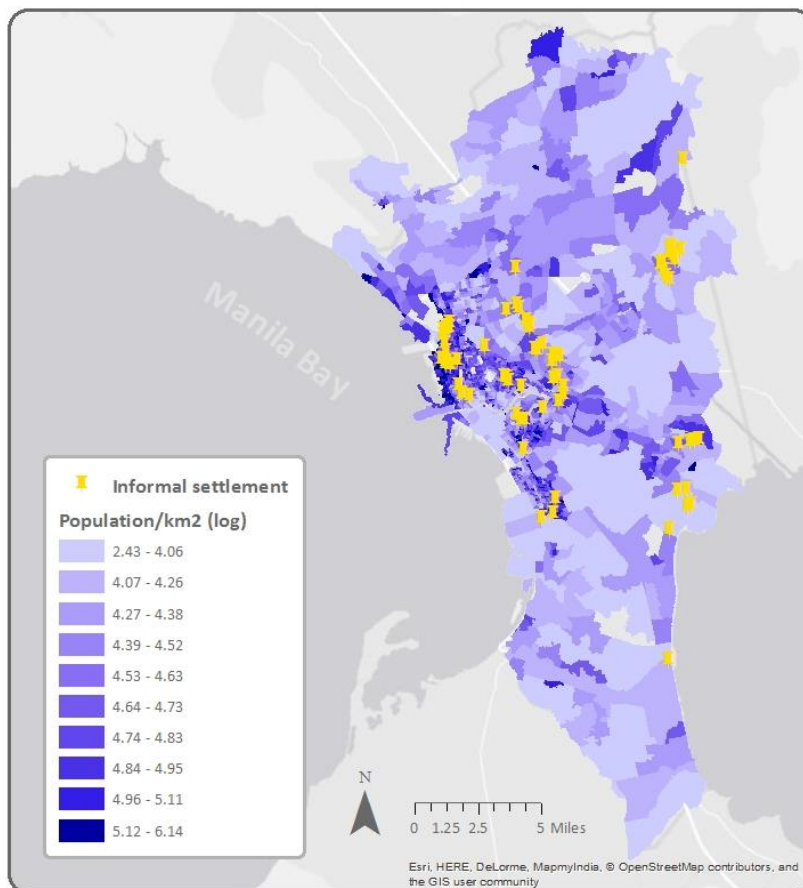 Manila Bay
Informal settlement
Population/km2 (log)
2.43 - 4.06
4.07 - 4.26
4.27 - 4.38
4.39 - 4.52
4.53 - 4.63
4.64 - 4.73
4.74 - 4.83
4.84 - 4.95
4.96 - 5.11
5.12 - 6.14
N
0 1.25 2.5 5 Miles
Esri, HERE, DeLorme, MapmyIndia, © OpenStreetMap contributors, and
the GIS user community